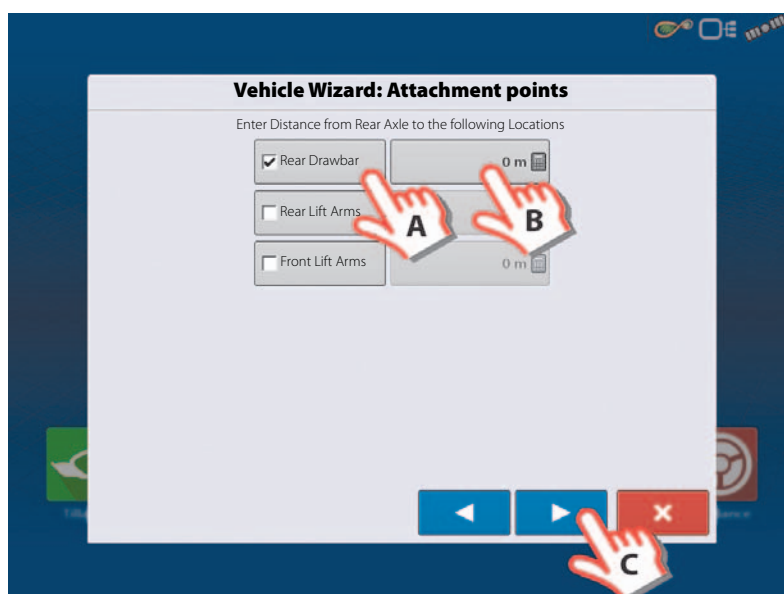 Vehicle Wizard: Attachment points
Enter Distance from Rear Axle to the following Locations
Rear Drawbar
0 m
Rear Lift Arms
A
B
Front Lift Arms
0 m
C